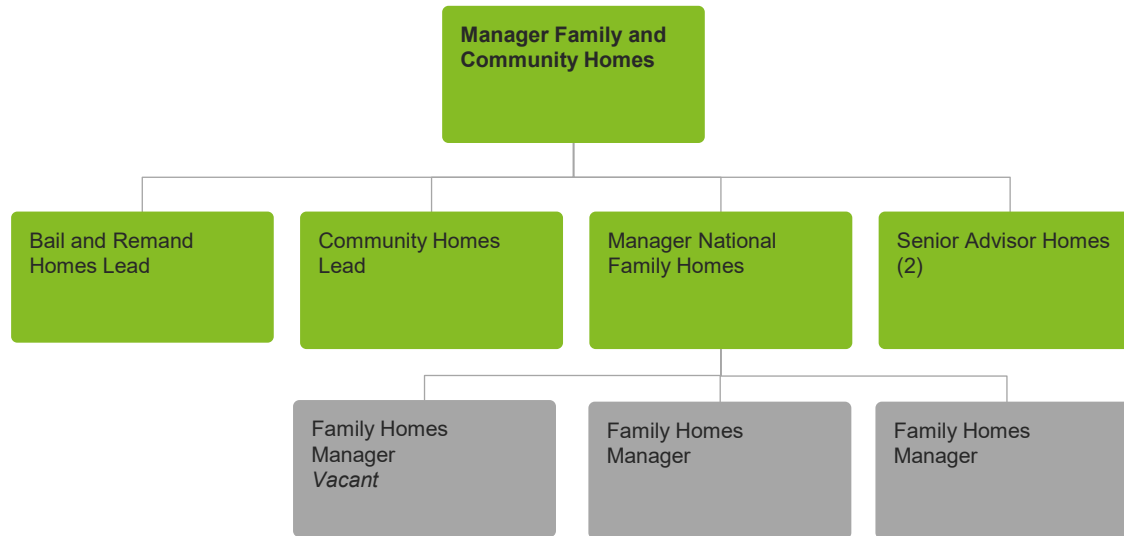 Manager Family and
Community Homes
Bail and Remand
Homes Lead
Community Homes
Lead
Manager National
Family Homes
Senior Advisor Homes
(2)
Family Homes
Manager
Vacant
Family Homes
Manager
Family Homes
Manager